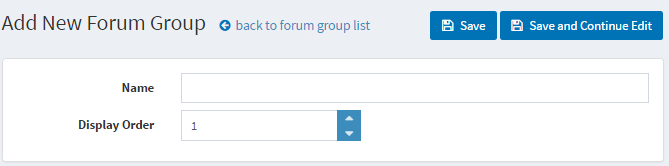 Add New Forum Group back to forum group list Save Save and Continue Edit
Name
Display Order 1